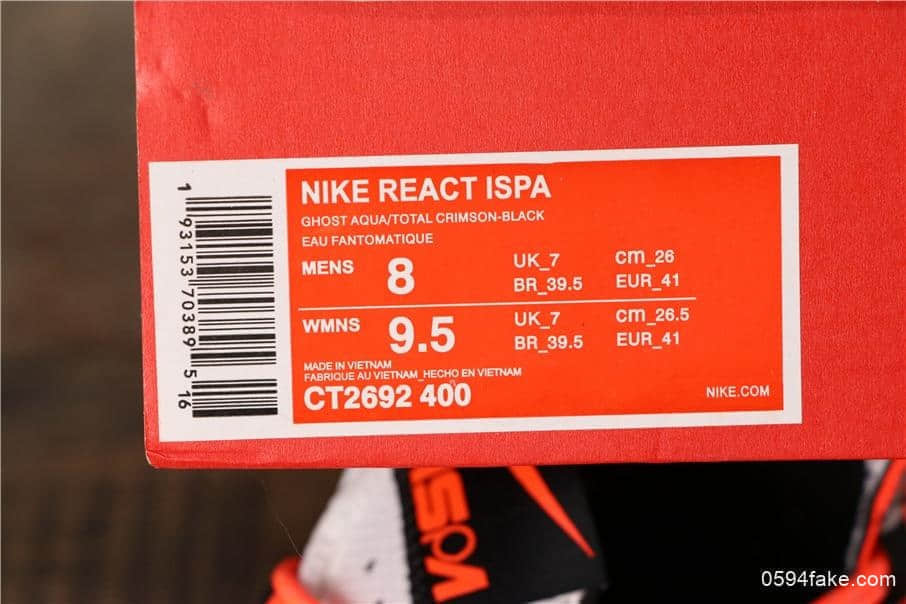 NIKE REACT ISPA
GHOST AQUA/TOTAL CRIMSON-BLACK
EAU FANTOMATIQUE
MENS 8 UK_7 cm_26
BR_39.5 EUR_41
WMNS 9.5 UK_7 cm_26.5
BR_39.5 EUR_41
MADE IN VIETNAM
FABRIQUE AU VIETNAM_HECHO EN VIETNAM
CT2692 400
NIKE.COM
1 93153 70389 5 16
0594fake.com